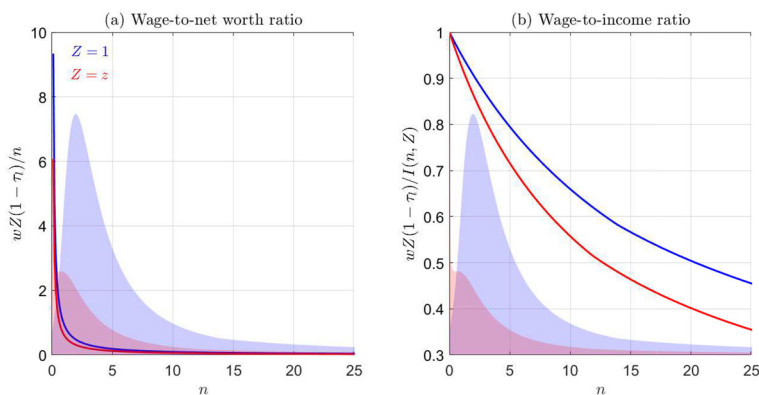 (a) Wage-to-net worth ratio
10
8
6
4
2
0
0 5 10 15 20 25
wZ(1 − τ_l)/n
n
Z = 1
Z = z
(b) Wage-to-income ratio
1
0.9
0.8
0.7
0.6
0.5
0.4
0.3
0 5 10 15 20 25
wZ(1 − τ_l)/I(n, Z)
n